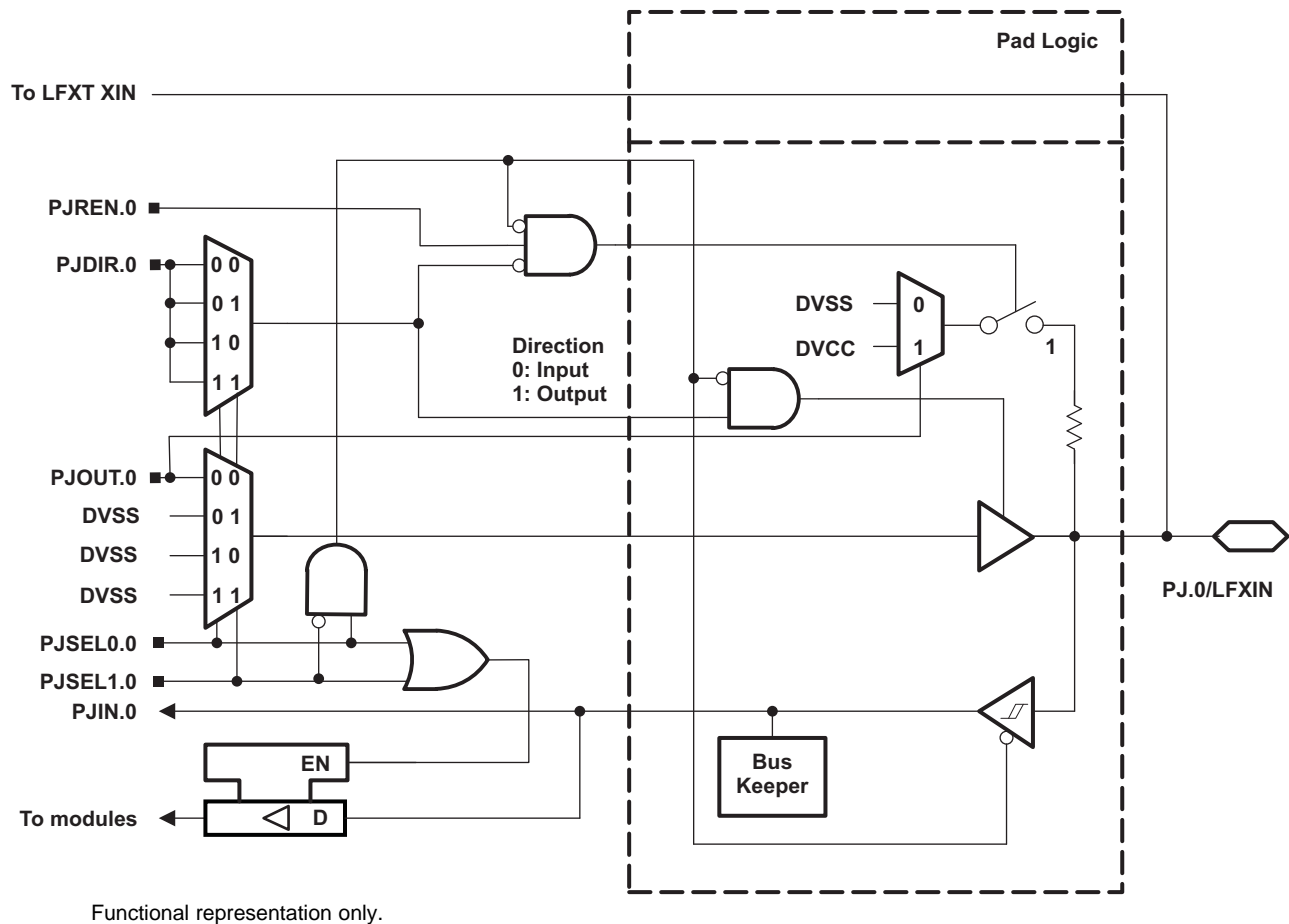 Pad Logic
To LFXT XIN
PJREN.0
PJDIR.0
0 0
0 1
1 0
1 1
DVSS
0
DVCC
1
1
Direction
0: Input
1: Output
PJOUT.0
0 0
DVSS
0 1
DVSS
1 0
DVSS
1 1
PJ.0/LFXIN
PJSEL0.0
PJSEL1.0
PJIN.0
Bus
Keeper
EN
To modules
D
Functional representation only.